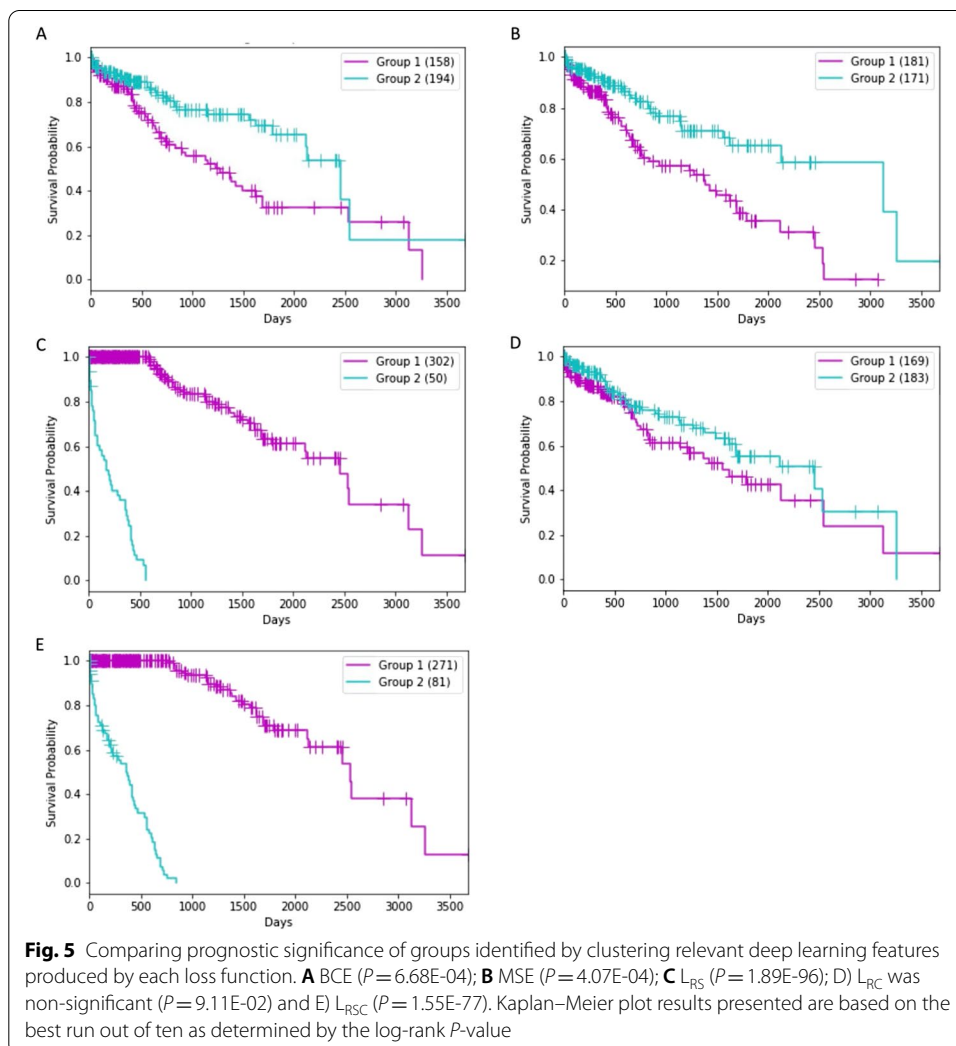 A
Group 1 (158)
Group 2 (194)
Survival Probability
1.0
0.8
0.6
0.4
0.2
0.0
0 500 1000 1500 2000 2500 3000 3500
Days
B
Group 1 (181)
Group 2 (171)
Survival Probability
1.0
0.8
0.6
0.4
0.2
0 500 1000 1500 2000 2500 3000 3500
Days
C
Group 1 (302)
Group 2 (50)
Survival Probability
1.0
0.8
0.6
0.4
0.2
0.0
0 500 1000 1500 2000 2500 3000 3500
Days
D
Group 1 (169)
Group 2 (183)
Survival Probability
1.0
0.8
0.6
0.4
0.2
0.0
0 500 1000 1500 2000 2500 3000 3500
Days
E
Group 1 (271)
Group 2 (81)
Survival Probability
1.0
0.8
0.6
0.4
0.2
0.0
0 500 1000 1500 2000 2500 3000 3500
Days
Fig. 5 Comparing prognostic significance of groups identified by clustering relevant deep learning features
produced by each loss function. A BCE (P = 6.68E-04); B MSE (P = 4.07E-04); C LRS (P = 1.89E-96); D) LRC was
non-significant (P = 9.11E-02) and E) LRSC (P = 1.55E-77). Kaplan–Meier plot results presented are based on the
best run out of ten as determined by the log-rank P-value